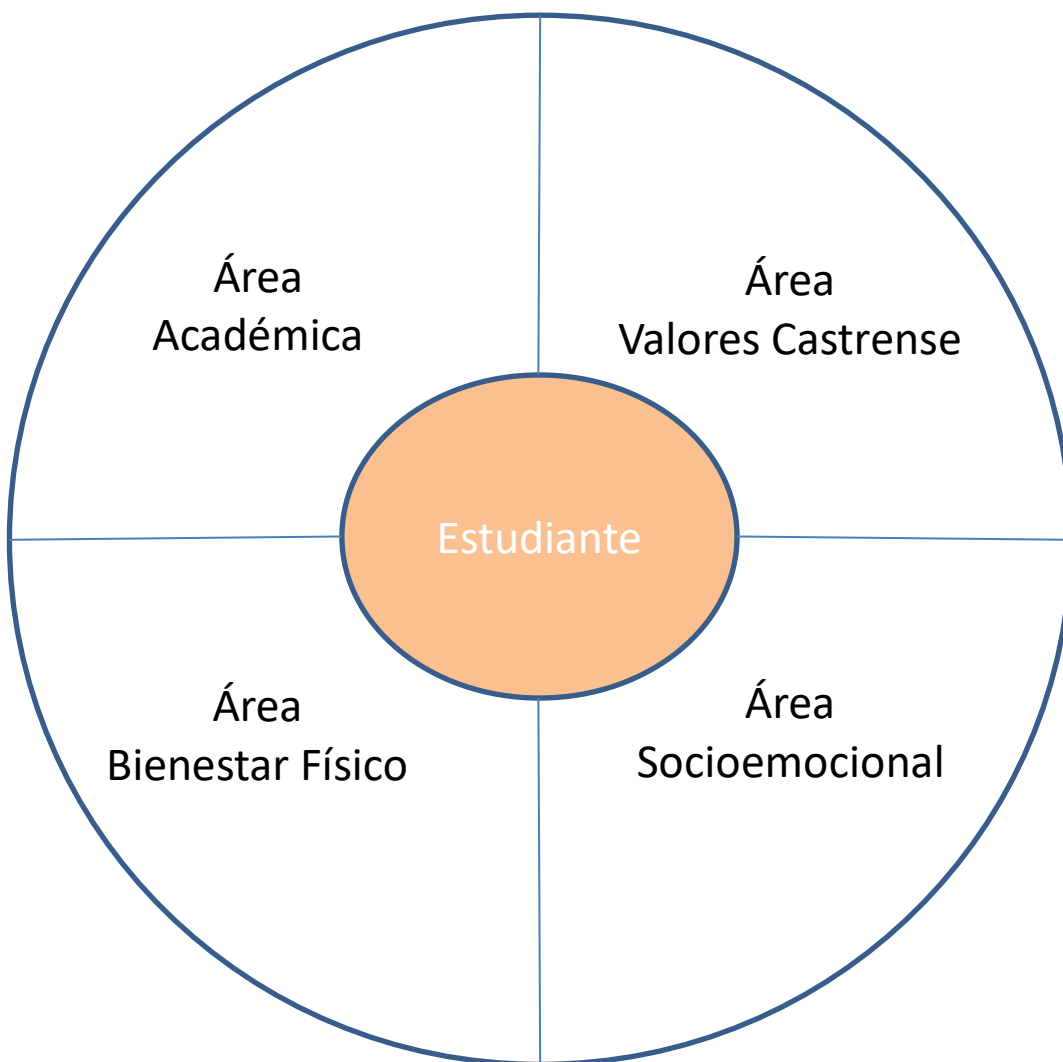 Área
Académica
Área
Valores Castrense
Estudiante
Área
Bienestar Físico
Área
Socioemocional